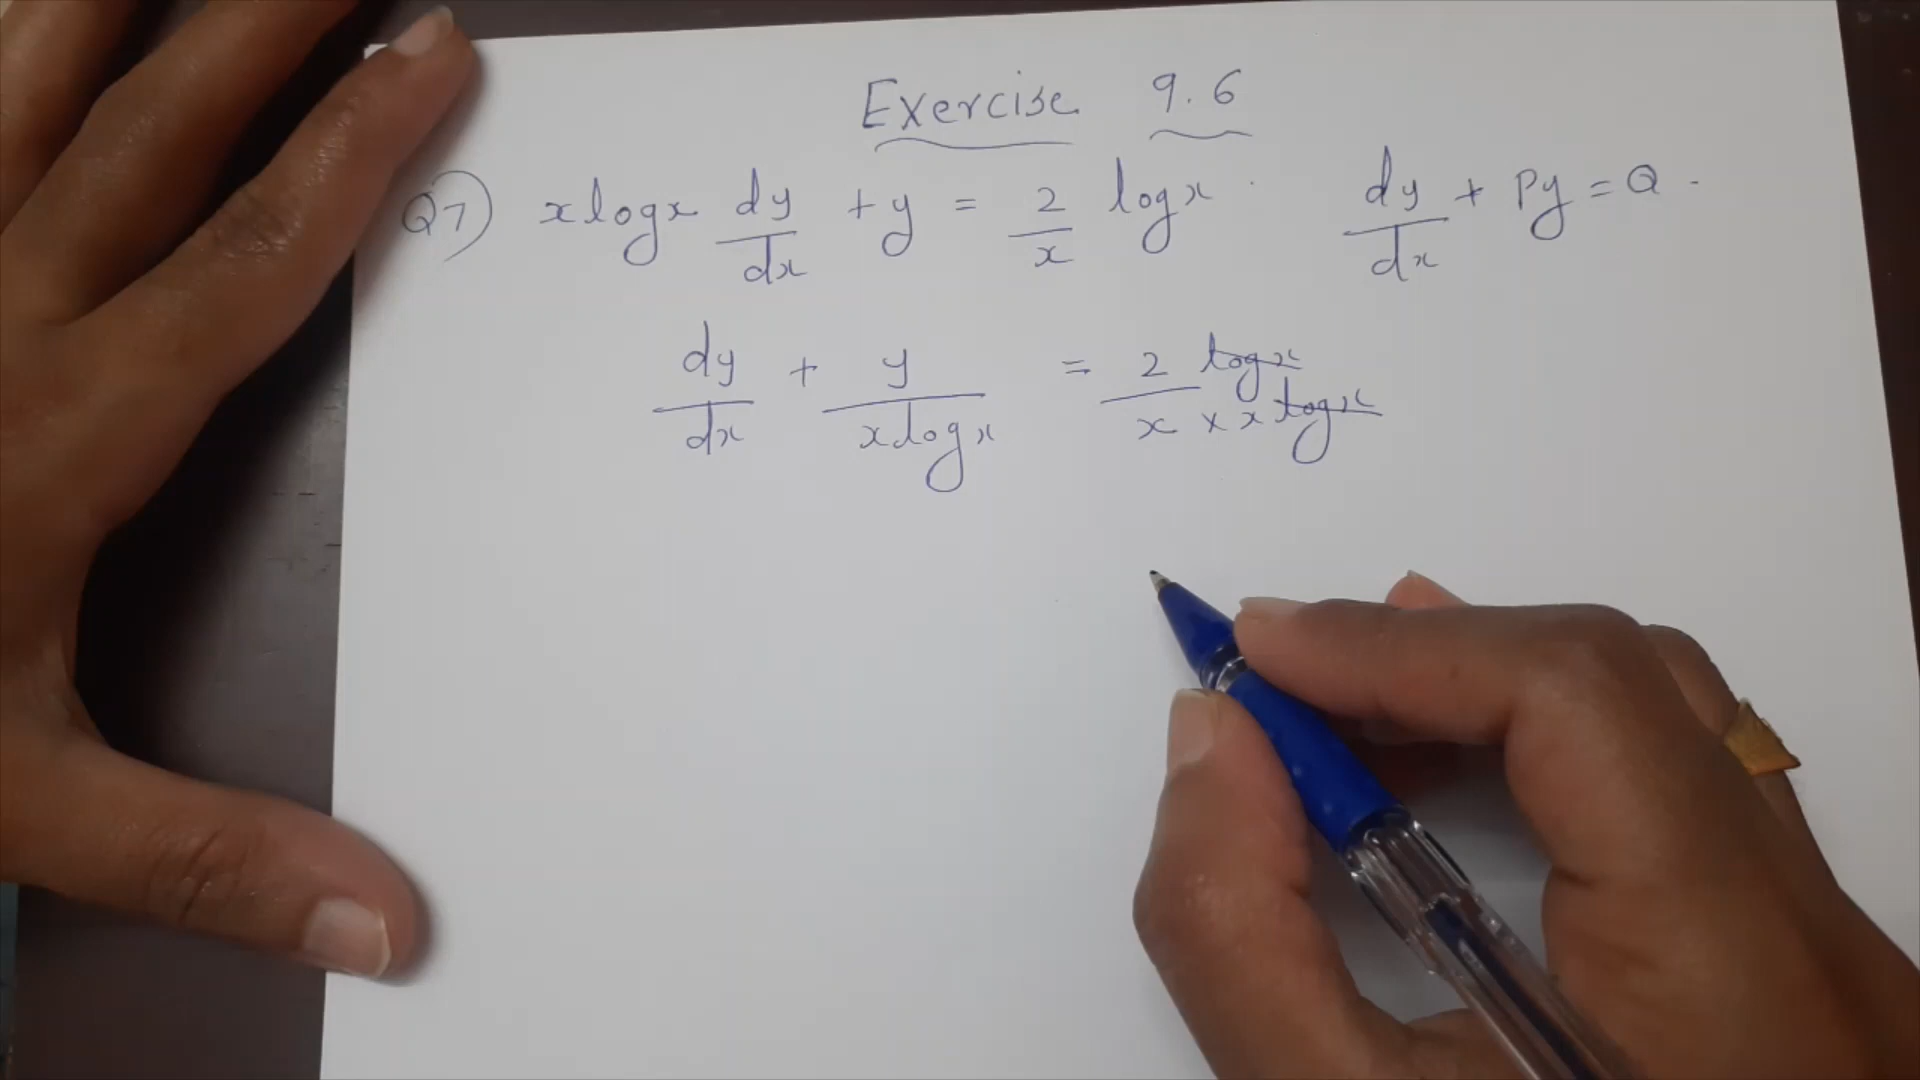 Exercise 9.6
Q7) x log x dy/dx + y = 2/x log x . dy/dx + Py = Q .
dy/dx + y/x log x = 2 log x/x × x log x